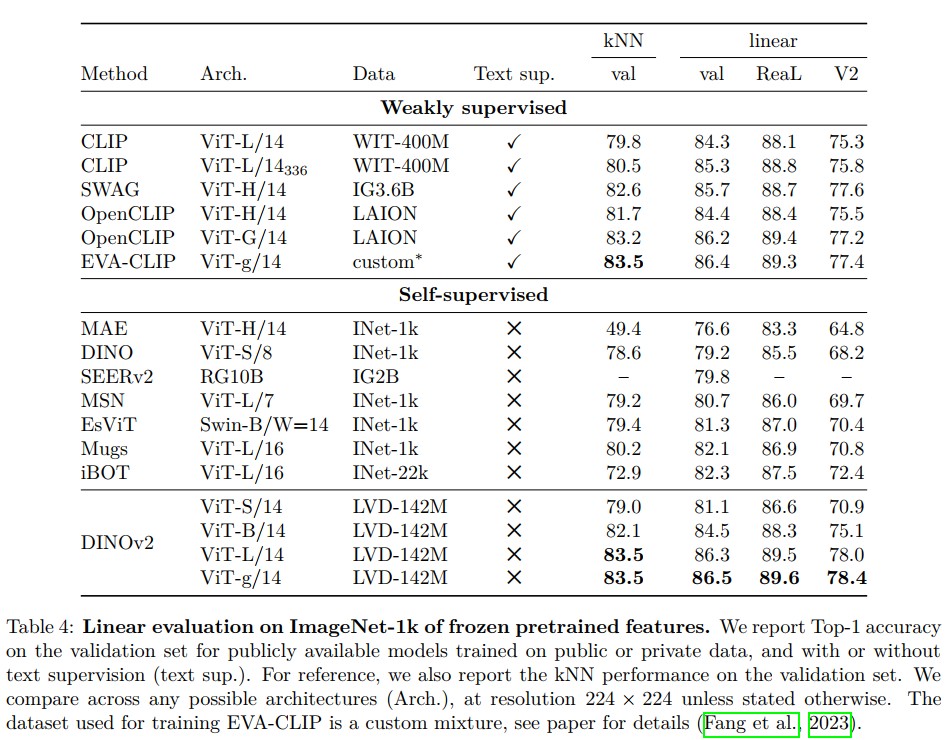 kNN linear
Method Arch. Data Text sup. val val ReaL V2
Weakly supervised
CLIP ViT-L/14 WIT-400M ✓ 79.8 84.3 88.1 75.3
CLIP ViT-L/14₃₃₆ WIT-400M ✓ 80.5 85.3 88.8 75.8
SWAG ViT-H/14 IG3.6B ✓ 82.6 85.7 88.7 77.6
OpenCLIP ViT-H/14 LAION ✓ 81.7 84.4 88.4 75.5
OpenCLIP ViT-G/14 LAION ✓ 83.2 86.2 89.4 77.2
EVA-CLIP ViT-g/14 custom* ✓ 83.5 86.4 89.3 77.4
Self-supervised
MAE ViT-H/14 INet-1k ✕ 49.4 76.6 83.3 64.8
DINO ViT-S/8 INet-1k ✕ 78.6 79.2 85.5 68.2
SEERv2 RG10B IG2B ✕ – 79.8 – –
MSN ViT-L/7 INet-1k ✕ 79.2 80.7 86.0 69.7
EsViT Swin-B/W=14 INet-1k ✕ 79.4 81.3 87.0 70.4
Mugs ViT-L/16 INet-1k ✕ 80.2 82.1 86.9 70.8
iBOT ViT-L/16 INet-22k ✕ 72.9 82.3 87.5 72.4
DINOv2
ViT-S/14 LVD-142M ✕ 79.0 81.1 86.6 70.9
ViT-B/14 LVD-142M ✕ 82.1 84.5 88.3 75.1
ViT-L/14 LVD-142M ✕ 83.5 86.3 89.5 78.0
ViT-g/14 LVD-142M ✕ 83.5 86.5 89.6 78.4
Table 4: Linear evaluation on ImageNet-1k of frozen pretrained features. We report Top-1 accuracy
on the validation set for publicly available models trained on public or private data, and with or without
text supervision (text sup.). For reference, we also report the kNN performance on the validation set. We
compare across any possible architectures (Arch.), at resolution 224 × 224 unless stated otherwise. The
dataset used for training EVA-CLIP is a custom mixture, see paper for details (Fang et al., 2023).